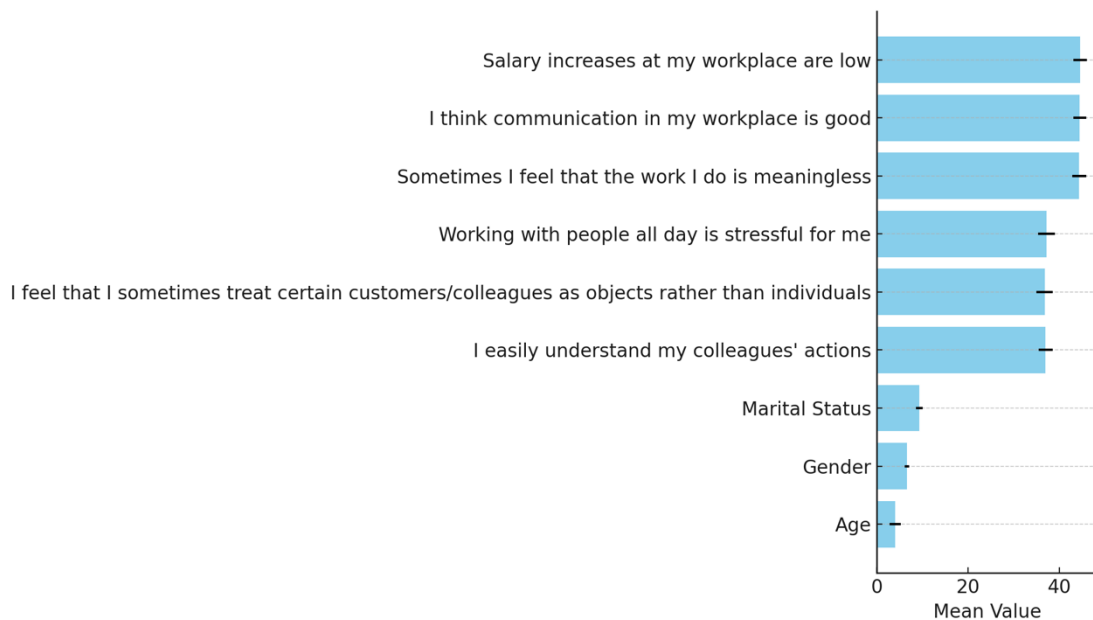 Salary increases at my workplace are low
I think communication in my workplace is good
Sometimes I feel that the work I do is meaningless
Working with people all day is stressful for me
I feel that I sometimes treat certain customers/colleagues as objects rather than individuals
I easily understand my colleagues' actions
Marital Status
Gender
Age
0 20 40
Mean Value